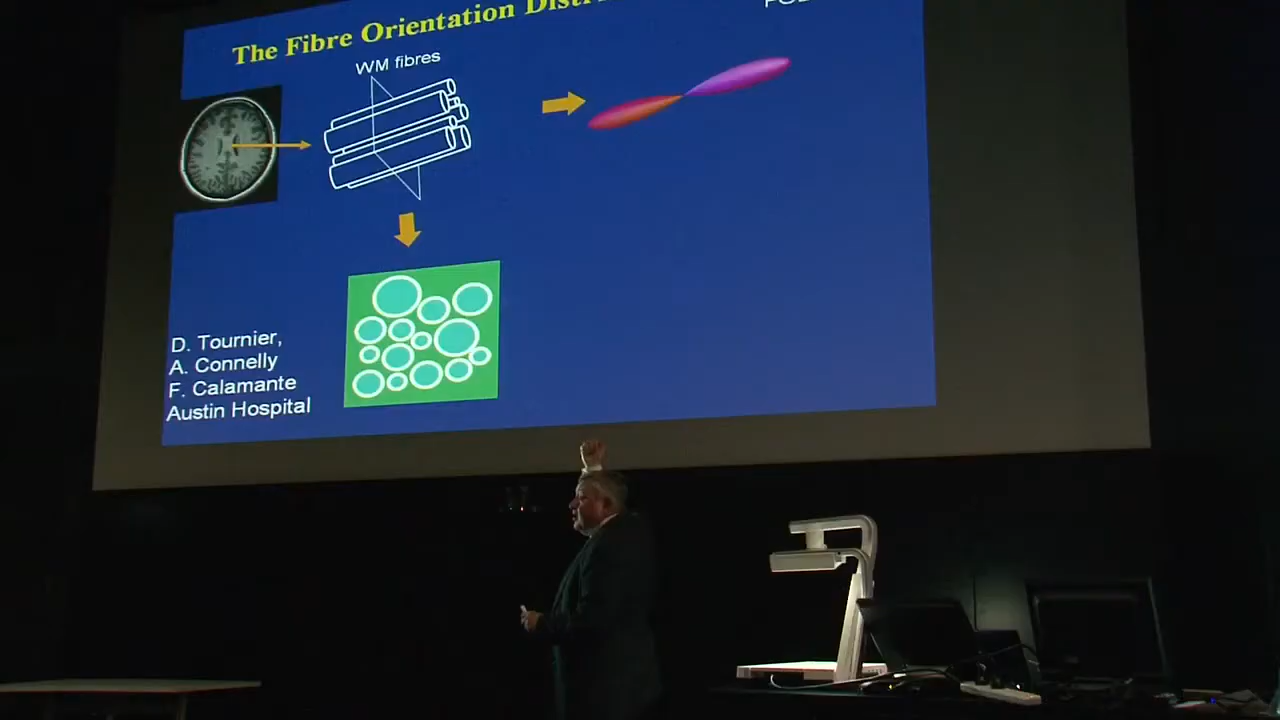 The Fibre Orientation
WM fibres
D. Tournier,
A. Connelly
F. Calamante
Austin Hospital